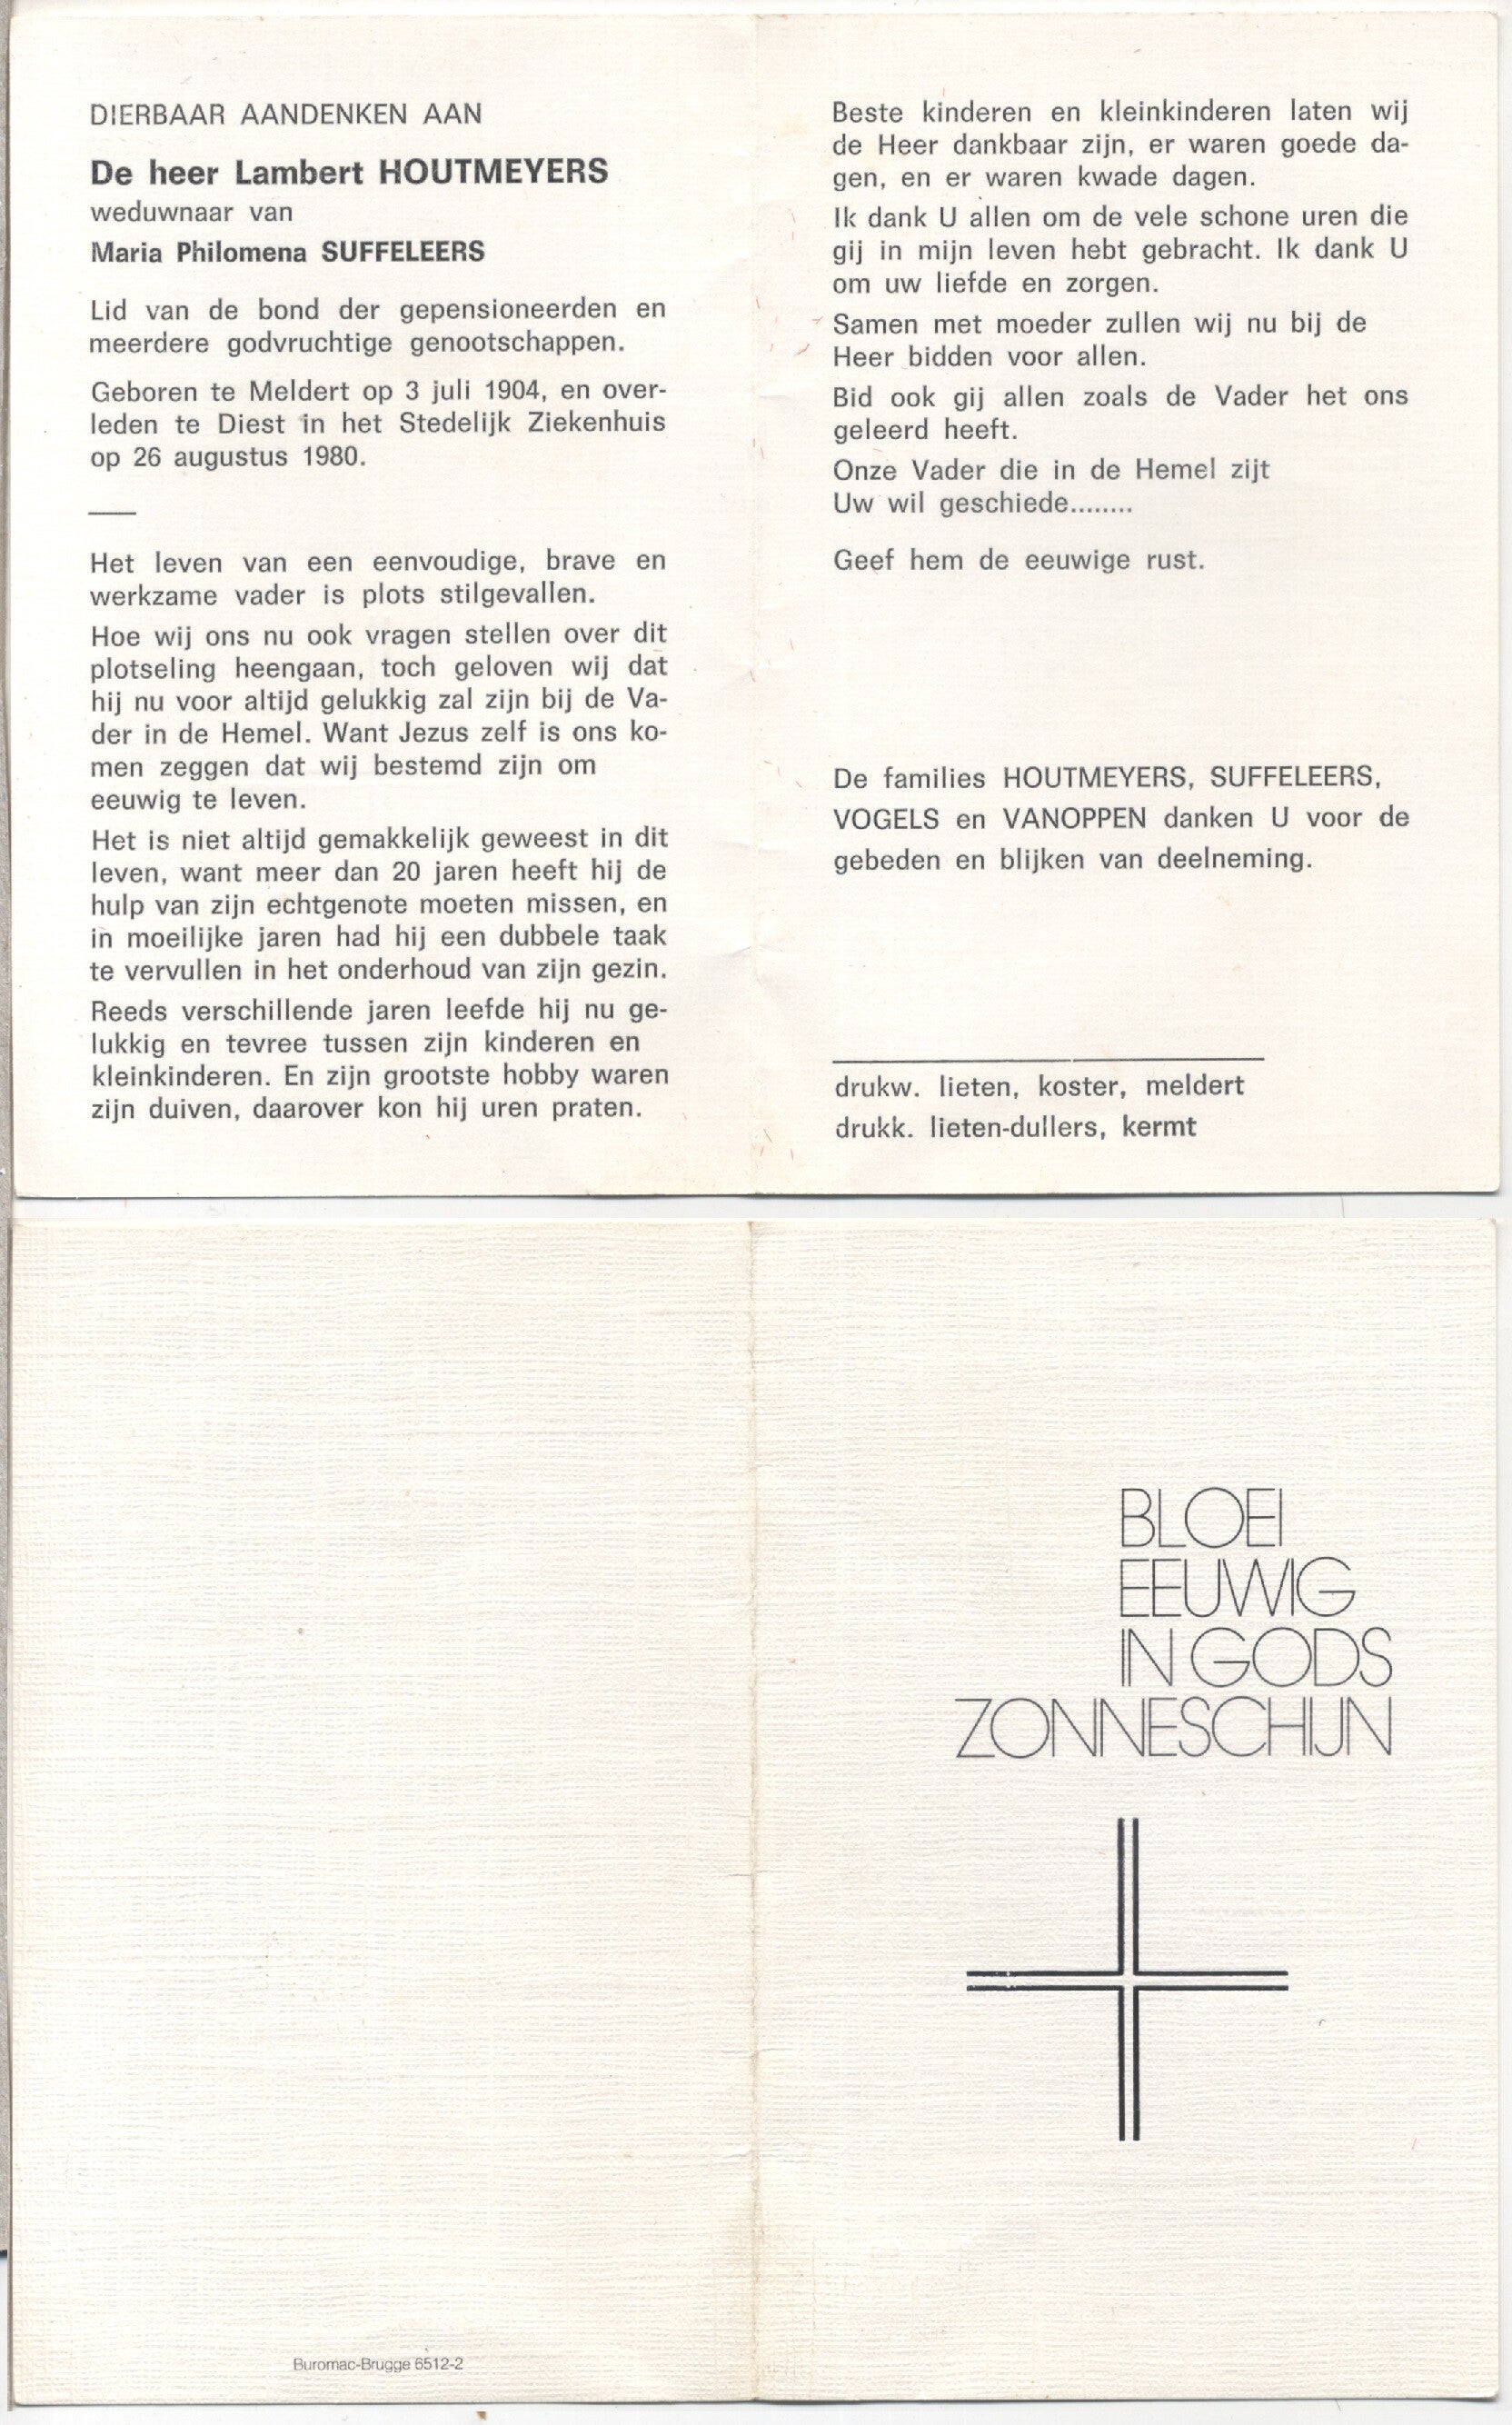 DIERBAAR AANDENKEN AAN
De heer Lambert HOUTMEYERS
weduwnaar van
Maria Philomena SUFFELEERS
Lid van de bond der gepensioneerden en
meerdere godvruchtige genootschappen.
Geboren te Meldert op 3 juli 1904, en over-
leden te Diest in het Stedelijk Ziekenhuis
op 26 augustus 1980.
Het leven van een eenvoudige, brave en
werkzame vader is plots stilgevallen.
Hoe wij ons nu ook vragen stellen over dit
plotseling heengaan, toch geloven wij dat
hij nu voor altijd gelukkig zal zijn bij de Va-
der in de Hemel. Want Jezus zelf is ons ko-
men zeggen dat wij bestemd zijn om
eeuwig te leven.
Het is niet altijd gemakkelijk geweest in dit
leven, want meer dan 20 jaren heeft hij de
hulp van zijn echtgenote moeten missen, en
in moeilijke jaren had hij een dubbele taak
te vervullen in het onderhoud van zijn gezin.
Reeds verschillende jaren leefde hij nu ge-
lukkig en tevree tussen zijn kinderen en
kleinkinderen. En zijn grootste hobby waren
zijn duiven, daarover kon hij uren praten.
Beste kinderen en kleinkinderen laten wij
de Heer dankbaar zijn, er waren goede da-
gen, en er waren kwade dagen.
Ik dank U allen om de vele schone uren die
gij in mijn leven hebt gebracht. Ik dank U
om uw liefde en zorgen.
Samen met moeder zullen wij nu bij de
Heer bidden voor allen.
Bid ook gij allen zoals de Vader het ons
geleerd heeft.
Onze Vader die in de Hemel zijt
Uw wil geschiede........
Geef hem de eeuwige rust.
De families HOUTMEYERS, SUFFELEERS,
VOGELS en VANOPPEN danken U voor de
gebeden en blijken van deelneming.
drukw. lieten, koster, meldert
drukk. lieten-dullers, kermt
BLOEI
EEUWIG
IN GODS
ZONNESCHIJN
Buromac-Brugge 6512-2